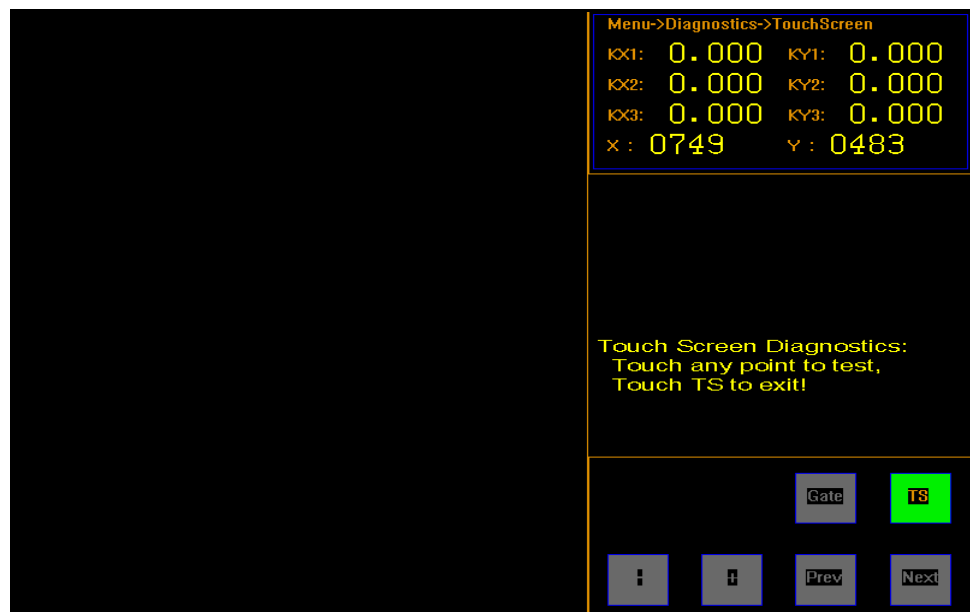 Menu->Diagnostics->TouchScreen
KX1: 0.000 KY1: 0.000
KX2: 0.000 KY2: 0.000
KX3: 0.000 KY3: 0.000
X : 0749 Y : 0483
Touch Screen Diagnostics:
Touch any point to test,
Touch TS to exit!
Gate TS
+ Prev Next